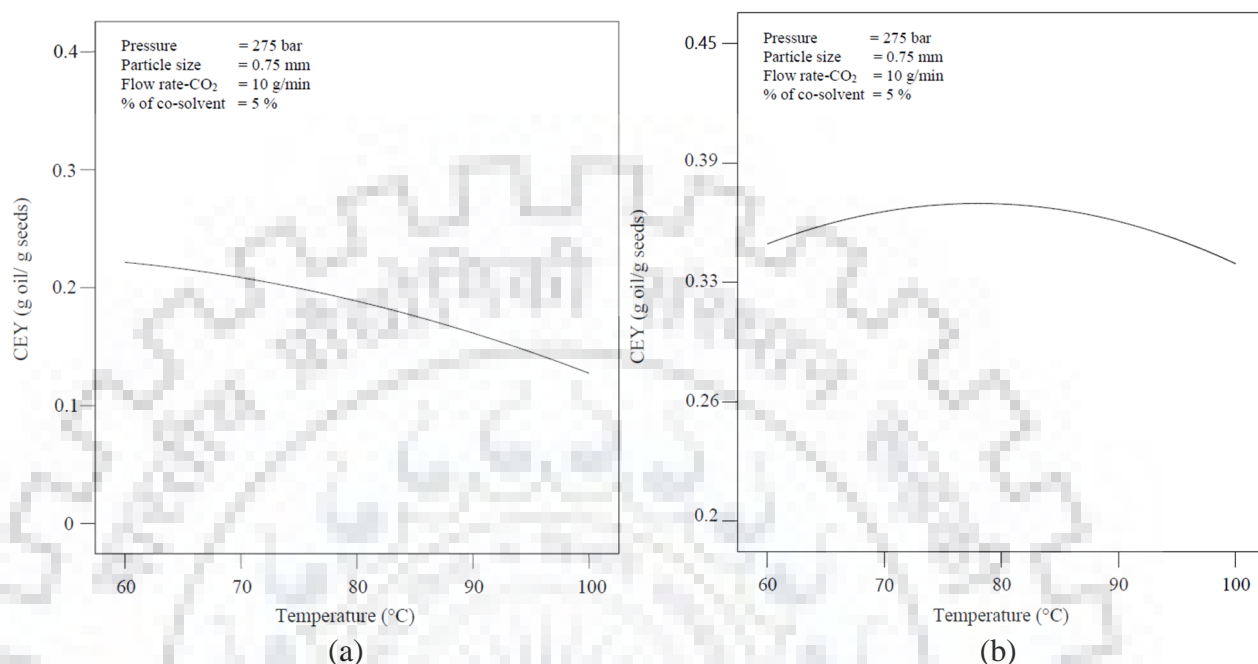 Pressure = 275 bar
Particle size = 0.75 mm
Flow rate-CO₂ = 10 g/min
% of co-solvent = 5 %
0.4
0.3
0.2
0.1
0
CEY (g oil/ g seeds)
60 70 80 90 100
Temperature (°C)
(a)
Pressure = 275 bar
Particle size = 0.75 mm
Flow rate-CO₂ = 10 g/min
% of co-solvent = 5 %
0.45
0.39
0.33
0.26
0.2
CEY (g oil/g seeds)
60 70 80 90 100
Temperature (°C)
(b)